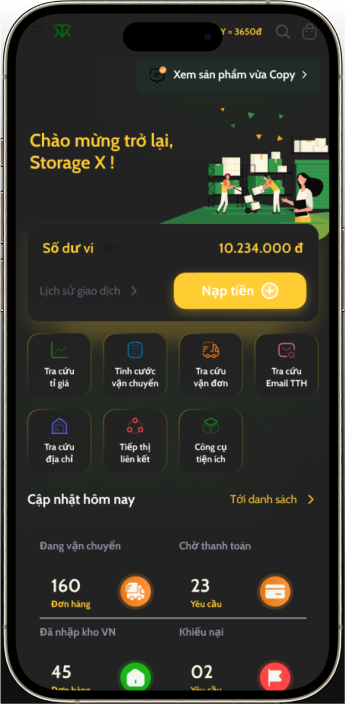 Y = 3650đ
Xem sản phẩm vừa Copy
Chào mừng trở lại,
Storage X !
Số dư ví
10.234.000 đ
Lịch sử giao dịch
Nạp tiền
Tra cứu
tỉ giá
Tính cước
vận chuyển
Tra cứu
vận đơn
Tra cứu
Email TTH
Tra cứu
địa chỉ
Tiếp thị
liên kết
Công cụ
tiện ích
Cập nhật hôm nay
Tới danh sách
Đang vận chuyển
Chờ thanh toán
160
Đơn hàng
23
Yêu cầu
Đã nhập kho VN
Khiếu nại
45
Đơn hàng
02
Yêu cầu